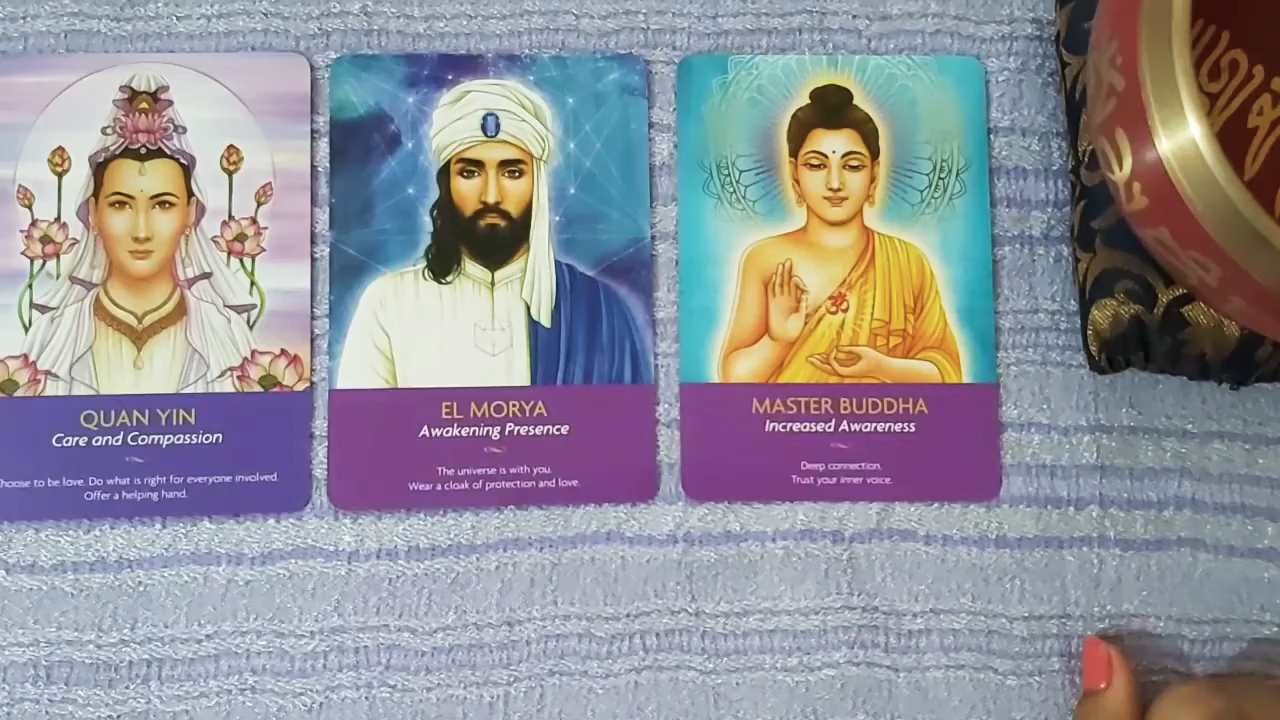 QUAN YIN
Care and Compassion
Choose to be love. Do what is right for everyone involved.
Offer a helping hand.
EL MORYA
Awakening Presence
The universe is with you.
Wear a cloak of protection and love.
MASTER BUDDHA
Increased Awareness
Deep connection.
Trust your inner voice.